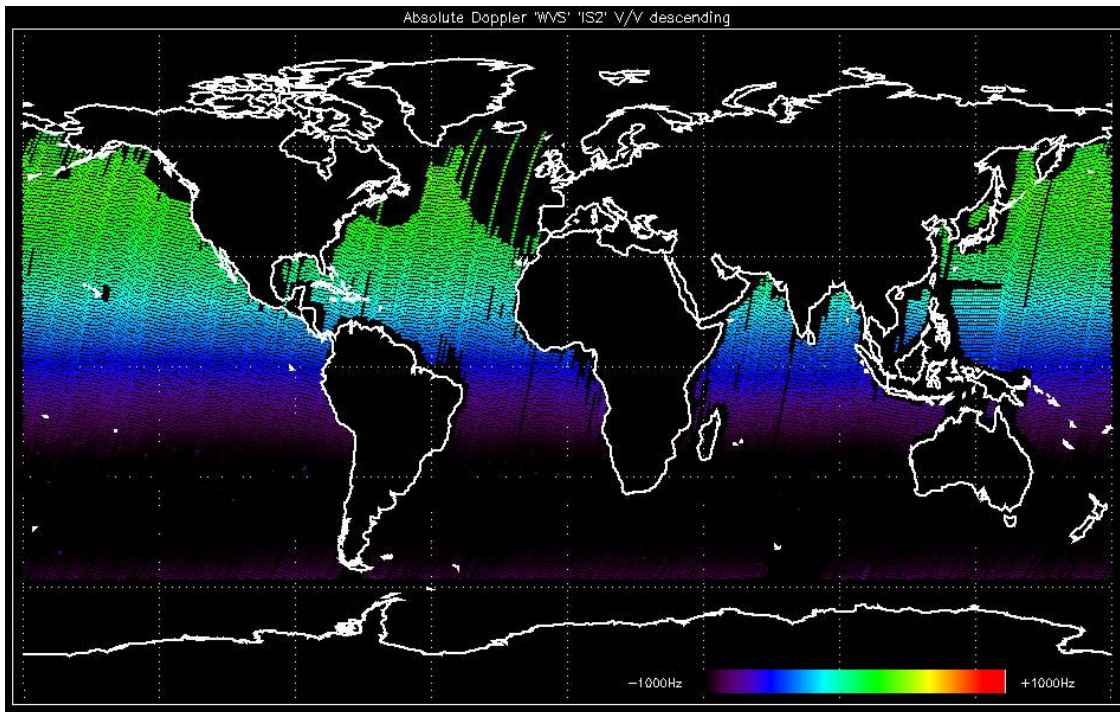 Absolute Doppler 'WVS' 'IS2' V/V descending
-1000Hz +1000Hz